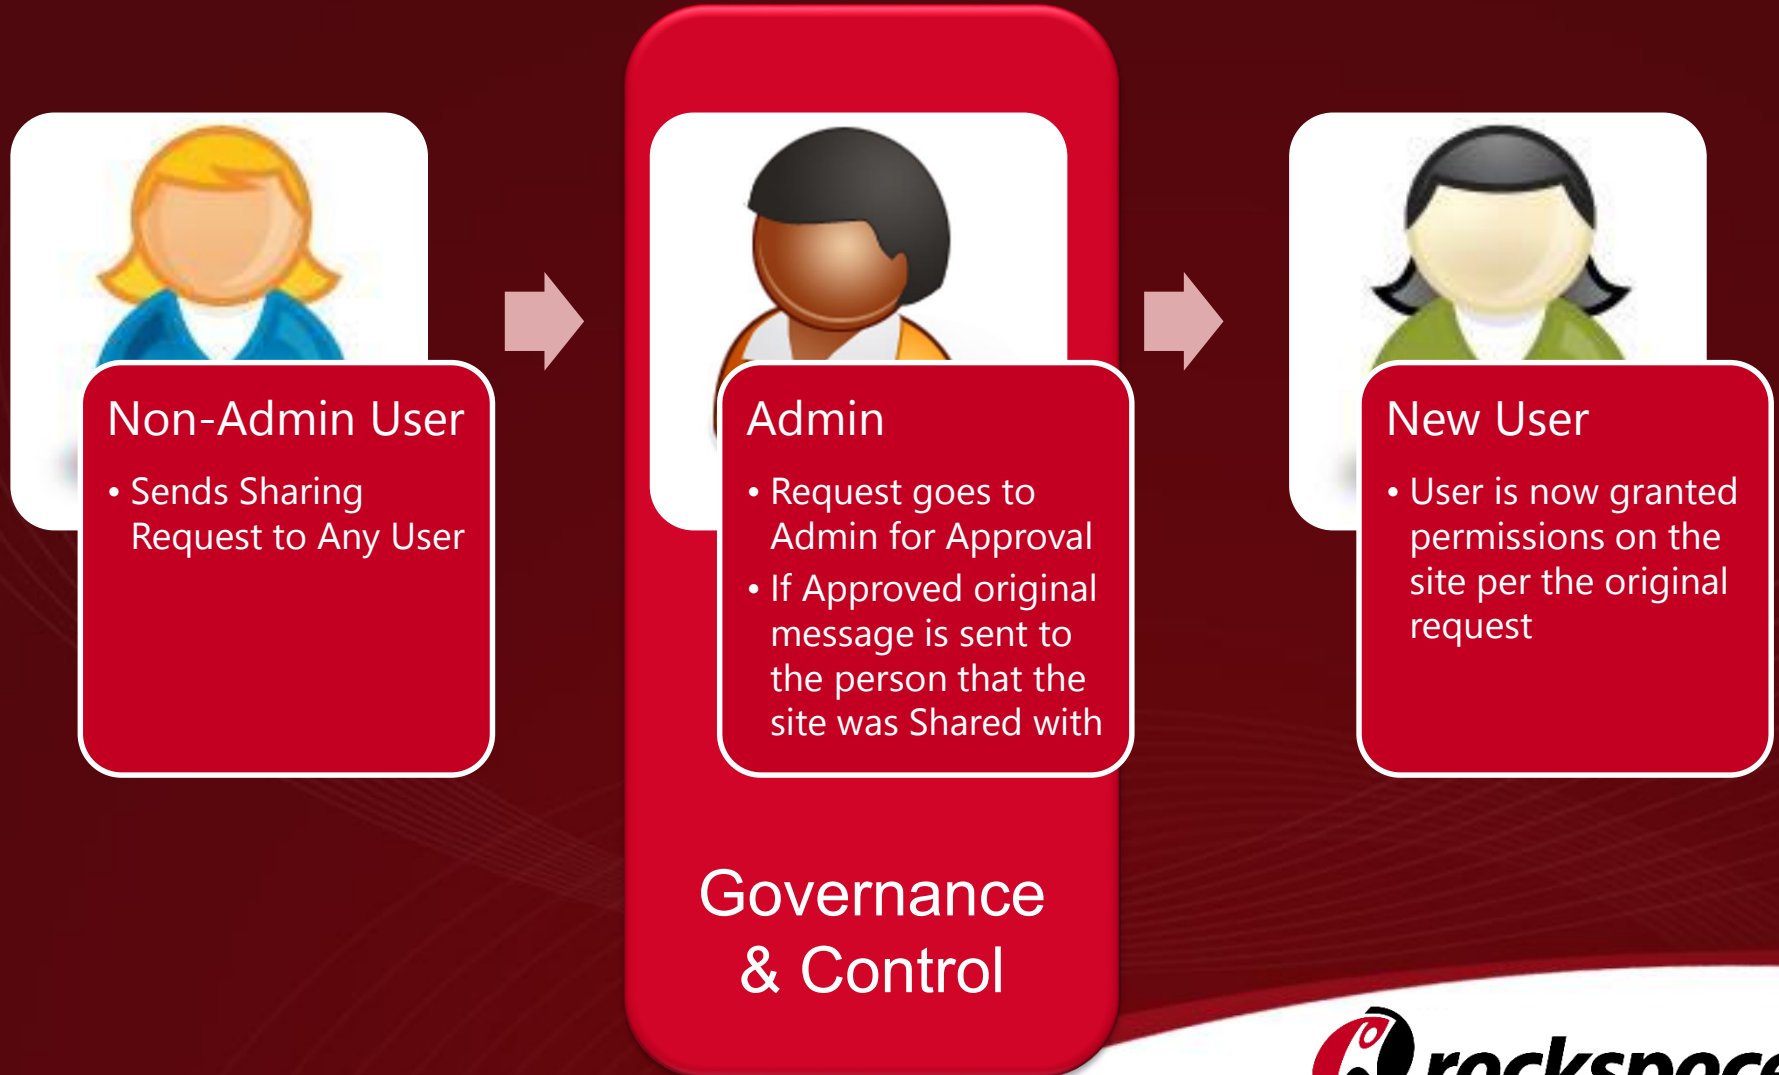 Non-Admin User
• Sends Sharing
Request to Any User
Admin
• Request goes to
Admin for Approval
• If Approved original
message is sent to
the person that the
site was Shared with
New User
• User is now granted
permissions on the
site per the original
request
Governance
& Control
rockspace